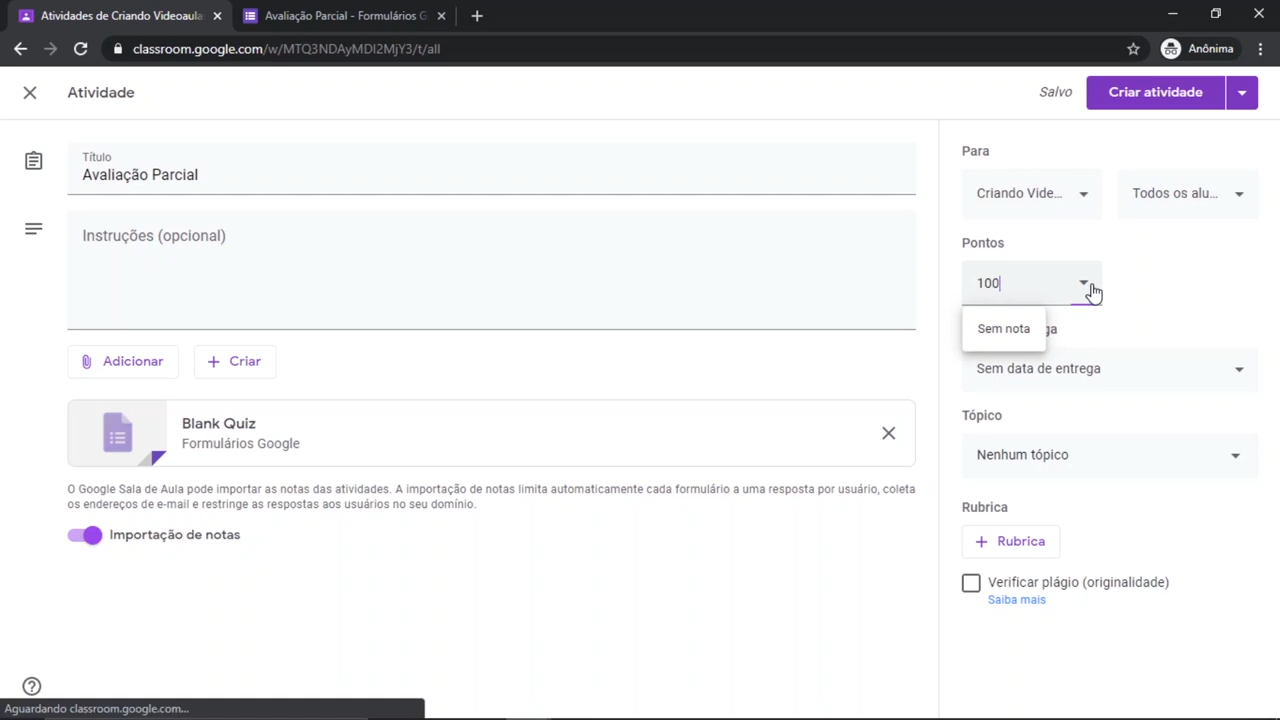 Atividades de Criando Videoaula
Avaliação Parcial - Formulários G
classroom.google.com/w/MTQ3NDAyMDI2MjY3/t/all
Anônima
Atividade
Salvo
Criar atividade
Título
Avaliação Parcial
Instruções (opcional)
Adicionar
Criar
Blank Quiz
Formulários Google
O Google Sala de Aula pode importar as notas das atividades. A importação de notas limita automaticamente cada formulário a uma resposta por usuário, coleta
os endereços de e-mail e restringe as respostas aos usuários no seu domínio.
Importação de notas
Para
Criando Vide...
Todos os alu...
Pontos
100
Sem nota
ga
Sem data de entrega
Tópico
Nenhum tópico
Rubrica
Rubrica
Verificar plágio (originalidade)
Saiba mais
Aguardando classroom.google.com...